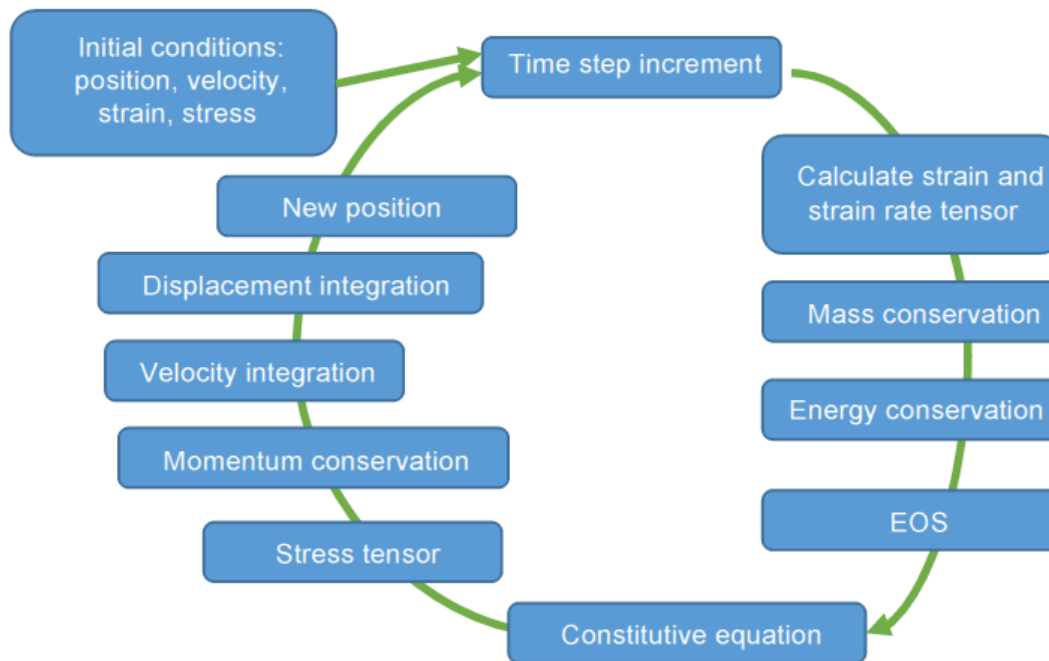 Initial conditions:
position, velocity,
strain, stress
Time step increment
Calculate strain and
strain rate tensor
Mass conservation
Energy conservation
EOS
Constitutive equation
Stress tensor
Momentum conservation
Velocity integration
Displacement integration
New position